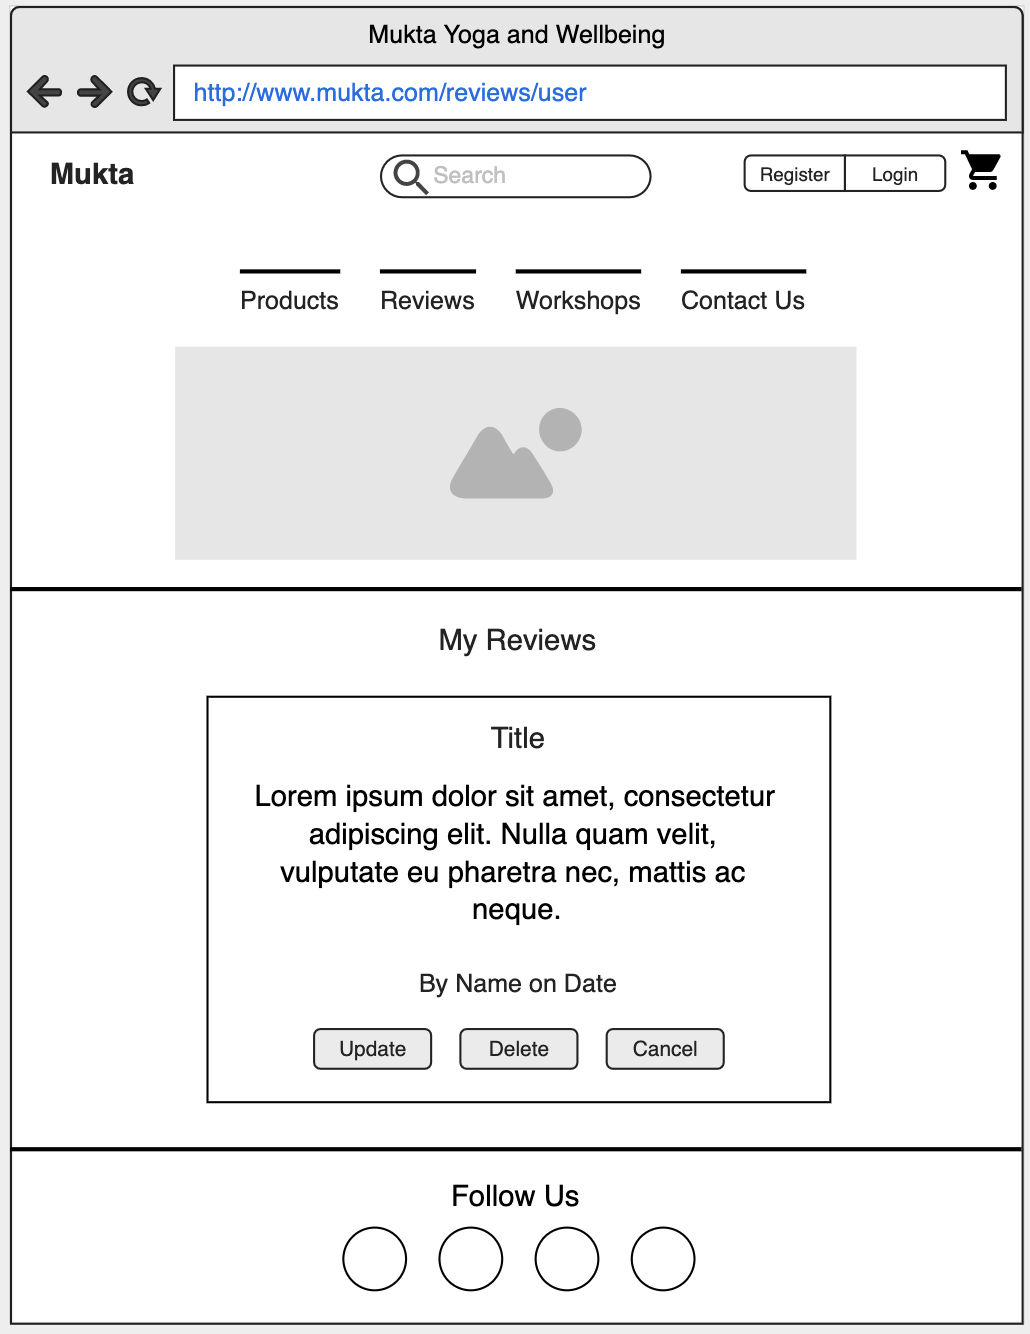 Mukta Yoga and Wellbeing
http://www.mukta.com/reviews/user
Mukta
Search
Register
Login
Products
Reviews
Workshops
Contact Us
My Reviews
Title
Lorem ipsum dolor sit amet, consectetur
adipiscing elit. Nulla quam velit,
vulputate eu pharetra nec, mattis ac
neque.
By Name on Date
Update
Delete
Cancel
Follow Us